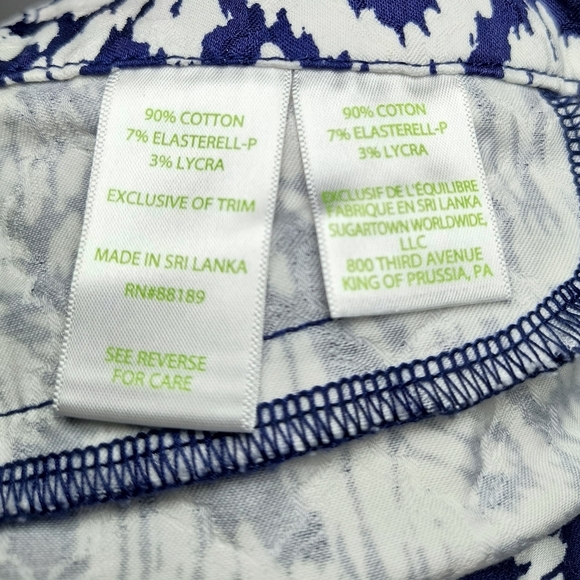 90% COTTON
7% ELASTERELL-P
3% LYCRA
EXCLUSIVE OF TRIM
MADE IN SRI LANKA
RN#88189
SEE REVERSE
FOR CARE
90% COTON
7% ELASTERELL-P
3% LYCRA
EXCLUSIF DE L'ÉQUILIBRE
FABRIQUE EN SRI LANKA
SUGARTOWN WORLDWIDE,
LLC
800 THIRD AVENUE
KING OF PRUSSIA, PA